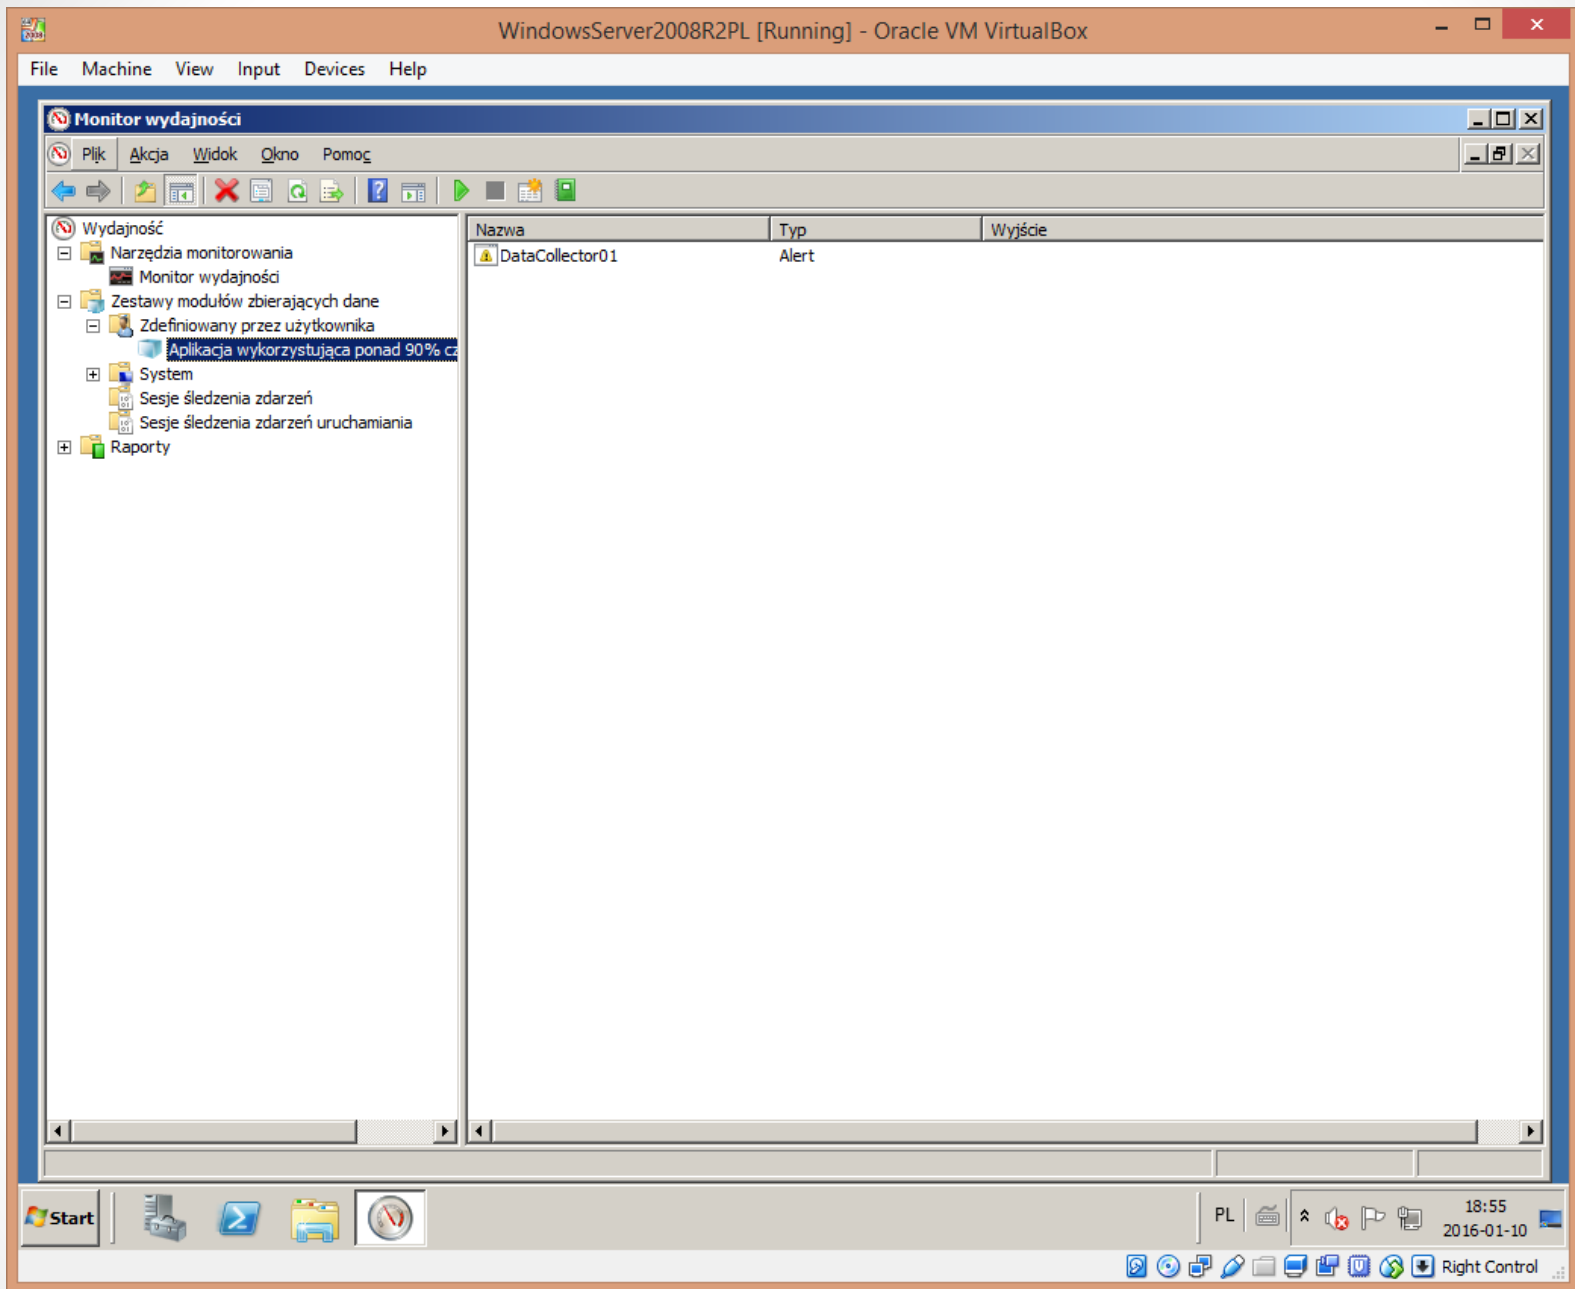 WindowsServer2008R2PL [Running] - Oracle VM VirtualBox
File Machine View Input Devices Help
Monitor wydajności
Plik Akcja Widok Okno Pomoc
Wydajność
Narzędzia monitorowania
Monitor wydajności
Zestawy modułów zbierających dane
Zdefiniowany przez użytkownika
Aplikacja wykorzystująca ponad 90% cz
System
Sesje śledzenia zdarzeń
Sesje śledzenia zdarzeń uruchamiania
Raporty
Nazwa Typ Wyjście
DataCollector01 Alert
Start
PL
18:55
2016-01-10
Right Control